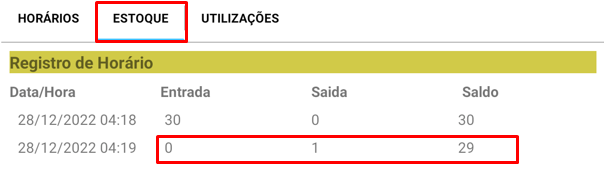 HORÁRIOS ESTOQUE UTILIZAÇÕES
Registro de Horário
Data/Hora Entrada Saida Saldo
28/12/2022 04:18 30 0 30
28/12/2022 04:19 0 1 29